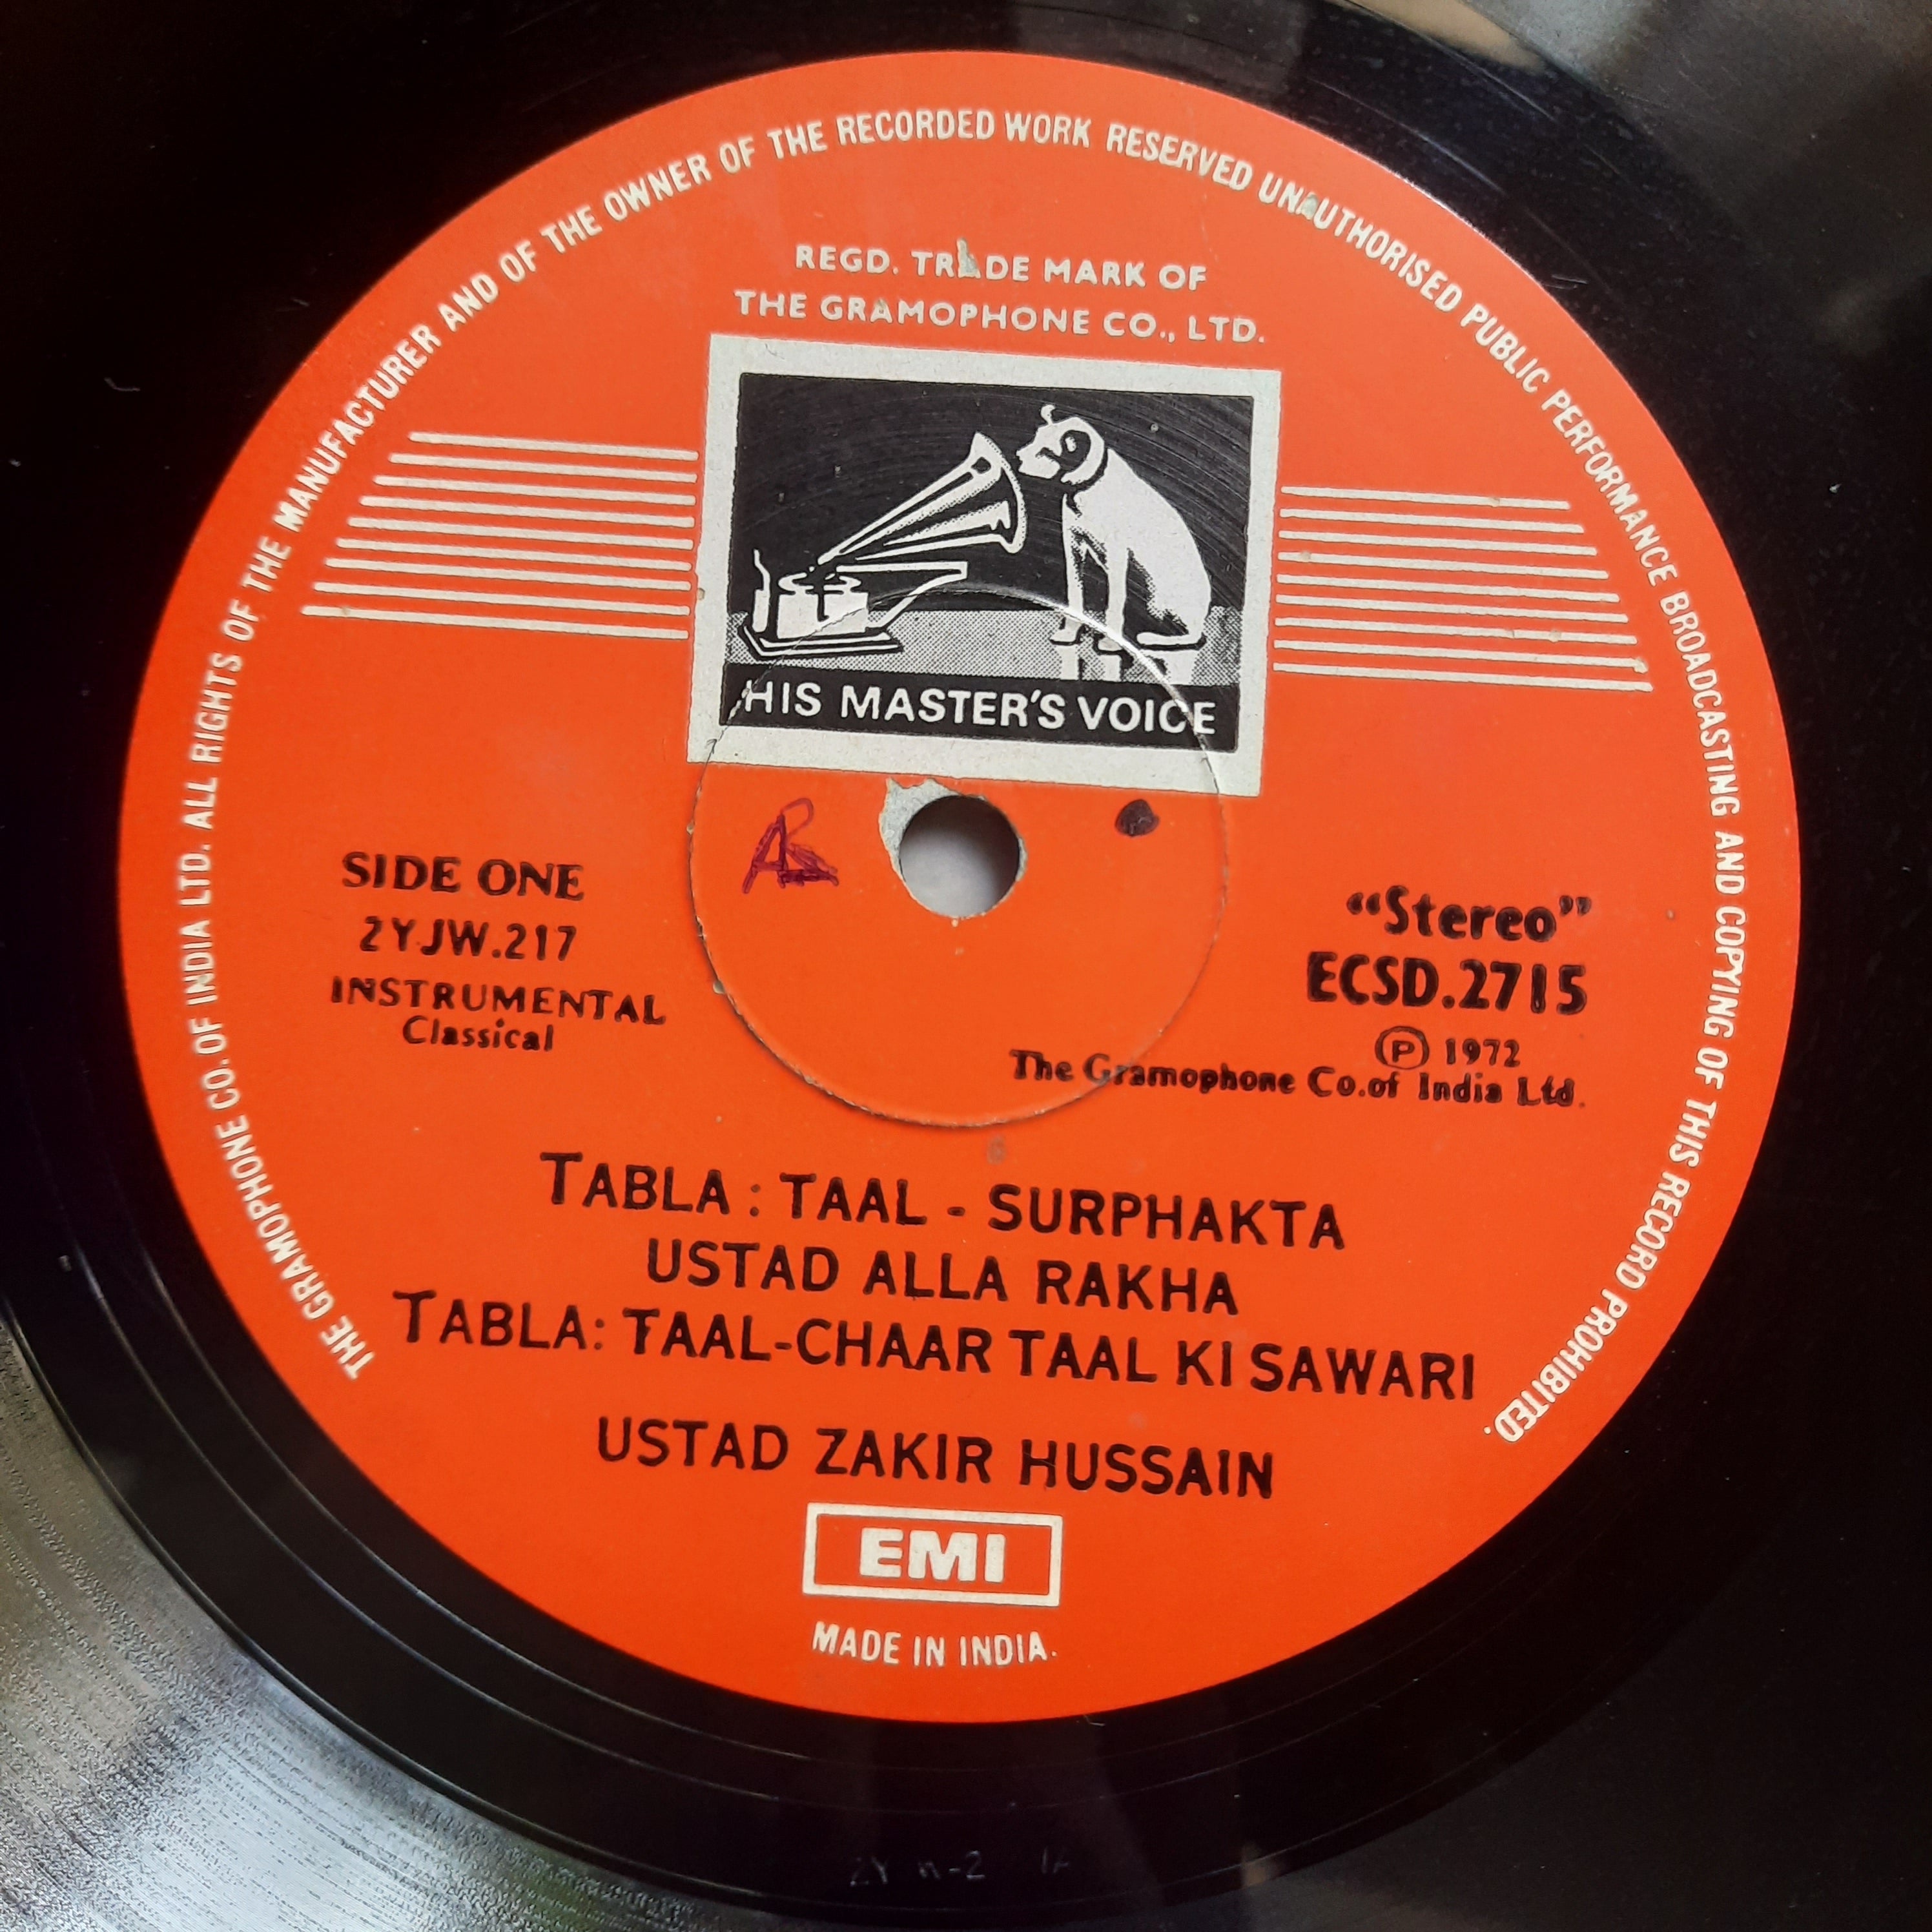 THE GRAMOPHONE CO. OF INDIA LTD. ALL RIGHTS OF THE MANUFACTURER AND OF THE OWNER OF THE RECORDED WORK RESERVED UNAUTHORISED PUBLIC PERFORMANCE BROADCASTING AND COPYING OF THIS RECORD PROHIBITED.
REGD. TRADE MARK OF
THE GRAMOPHONE CO., LTD.
HIS MASTER'S VOICE
SIDE ONE
2YJW.217
INSTRUMENTAL
Classical
“Stereo”
ECSD.2715
℗ 1972
The Gramophone Co.of India Ltd.
TABLA : TAAL - SURPHAKTA
USTAD ALLA RAKHA
TABLA: TAAL-CHAAR TAAL KI SAWARI
USTAD ZAKIR HUSSAIN
EMI
MADE IN INDIA.